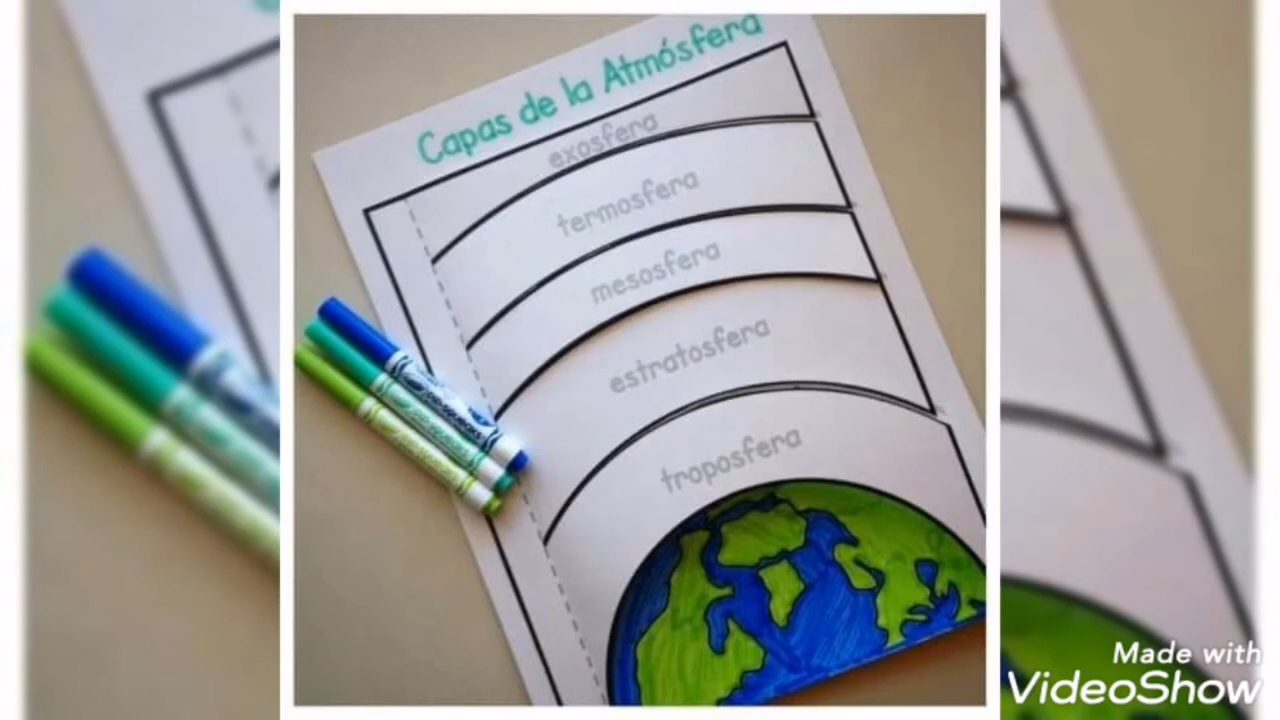 Capas de la Atmósfera
exosfera
termosfera
mesosfera
estratosfera
troposfera
Made with
VideoShow